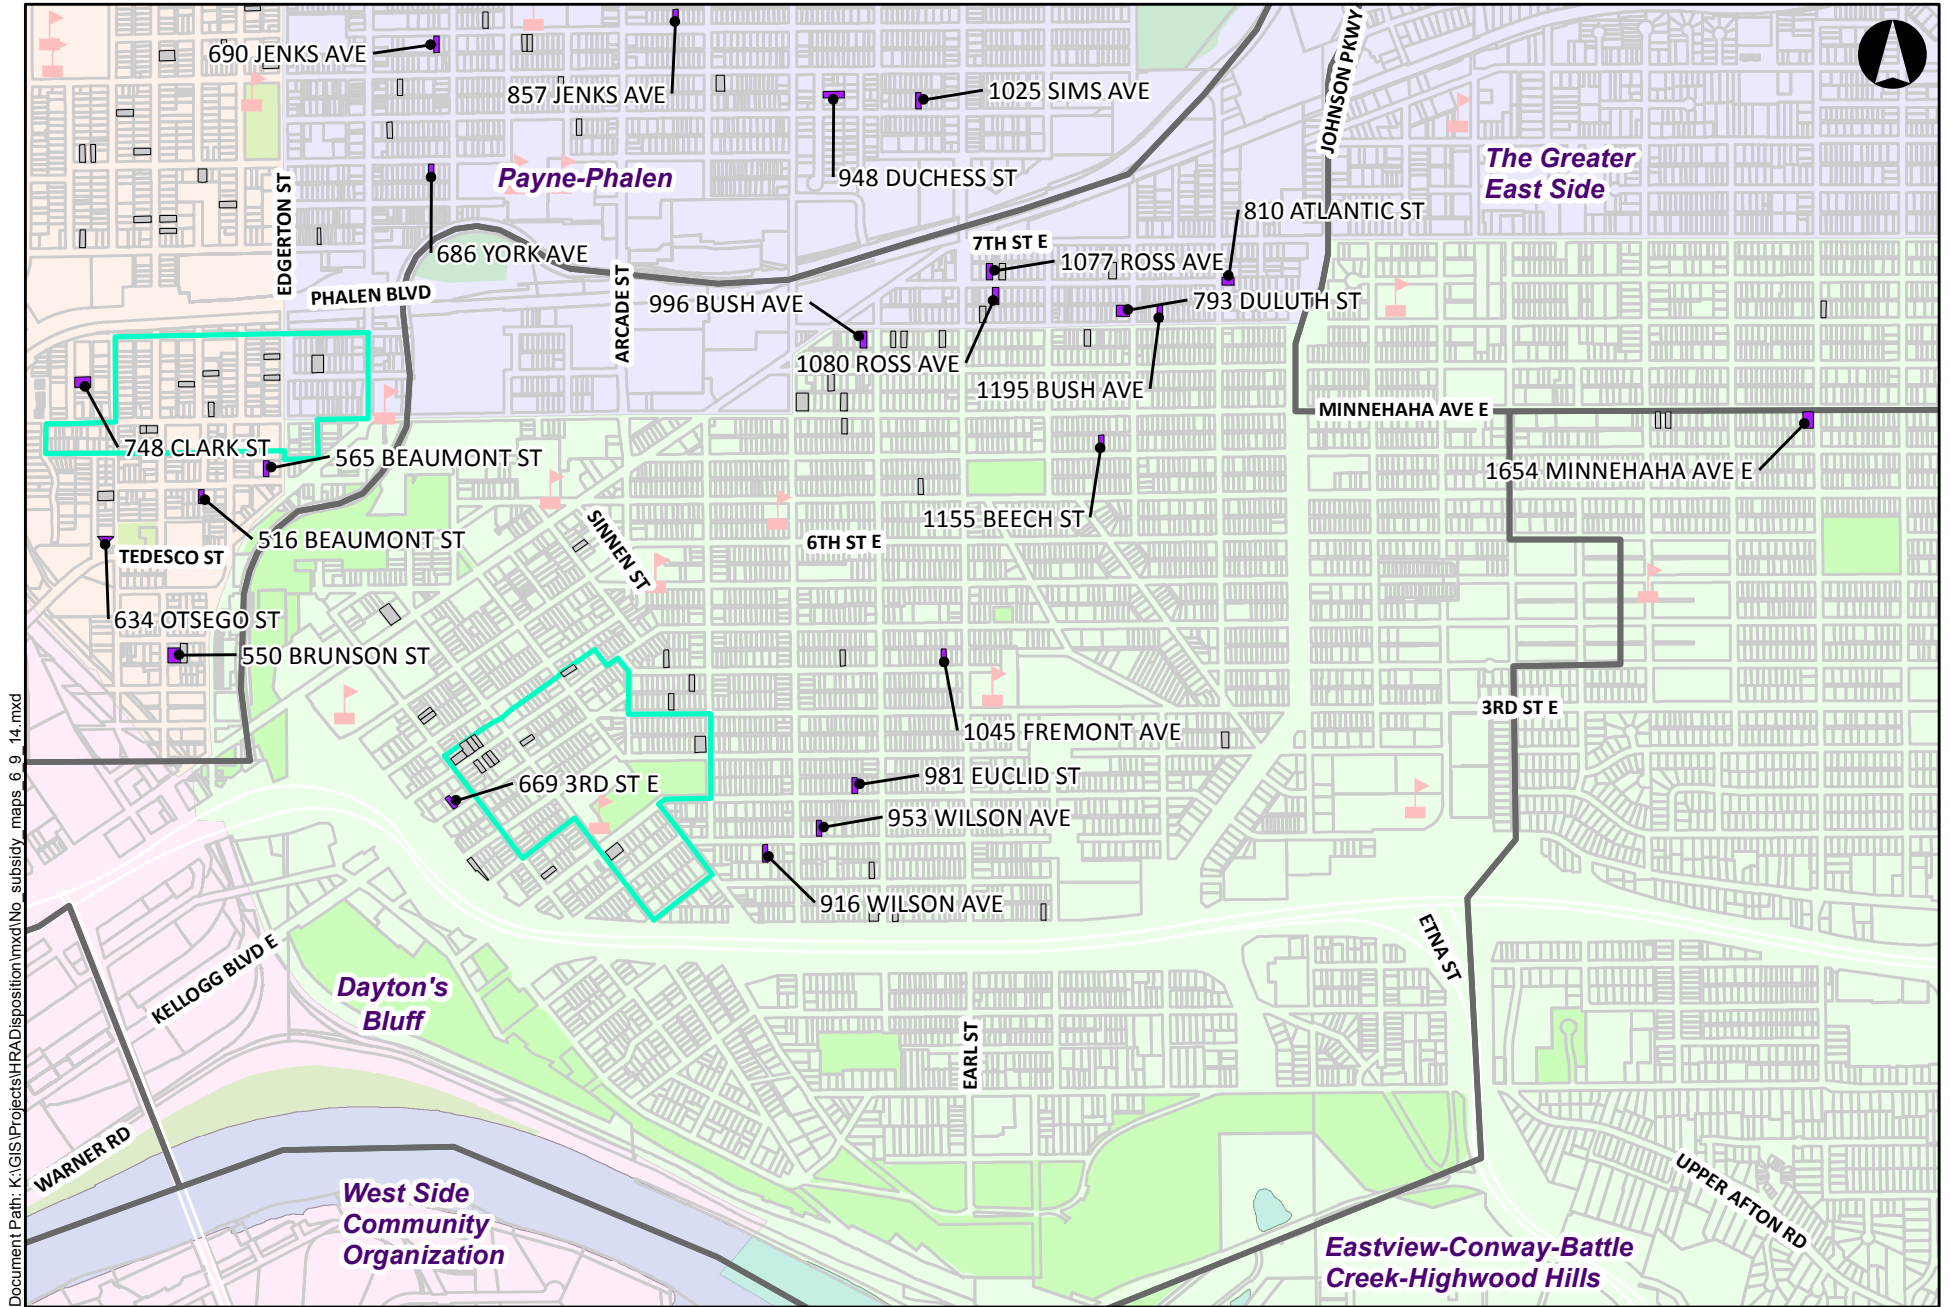 690 JENKS AVE
857 JENKS AVE
1025 SIMS AVE
JOHNSON PKWY
The Greater
East Side
Payne-Phalen
948 DUCHESS ST
EDGERTON ST
810 ATLANTIC ST
686 YORK AVE
7TH ST E
1077 ROSS AVE
PHALEN BLVD
ARCADE ST
996 BUSH AVE
793 DULUTH ST
1080 ROSS AVE
1195 BUSH AVE
MINNEHAHA AVE E
748 CLARK ST
565 BEAUMONT ST
1654 MINNEHAHA AVE E
516 BEAUMONT ST
SINNEN ST
1155 BEECH ST
6TH ST E
TEDESCO ST
634 OTSEGO ST
550 BRUNSON ST
3RD ST E
1045 FREMONT AVE
669 3RD ST E
981 EUCLID ST
953 WILSON AVE
916 WILSON AVE
ETNA ST
KELLOGG BLVD E
Dayton's
Bluff
EARL ST
WARNER RD
West Side
Community
Organization
UPPER AFTON RD
Eastview-Conway-Battle
Creek-Highwood Hills
Document Path: K:\GIS\Projects\HRADisposition\mxd\No_subsidy_maps_6_9_14.mxd